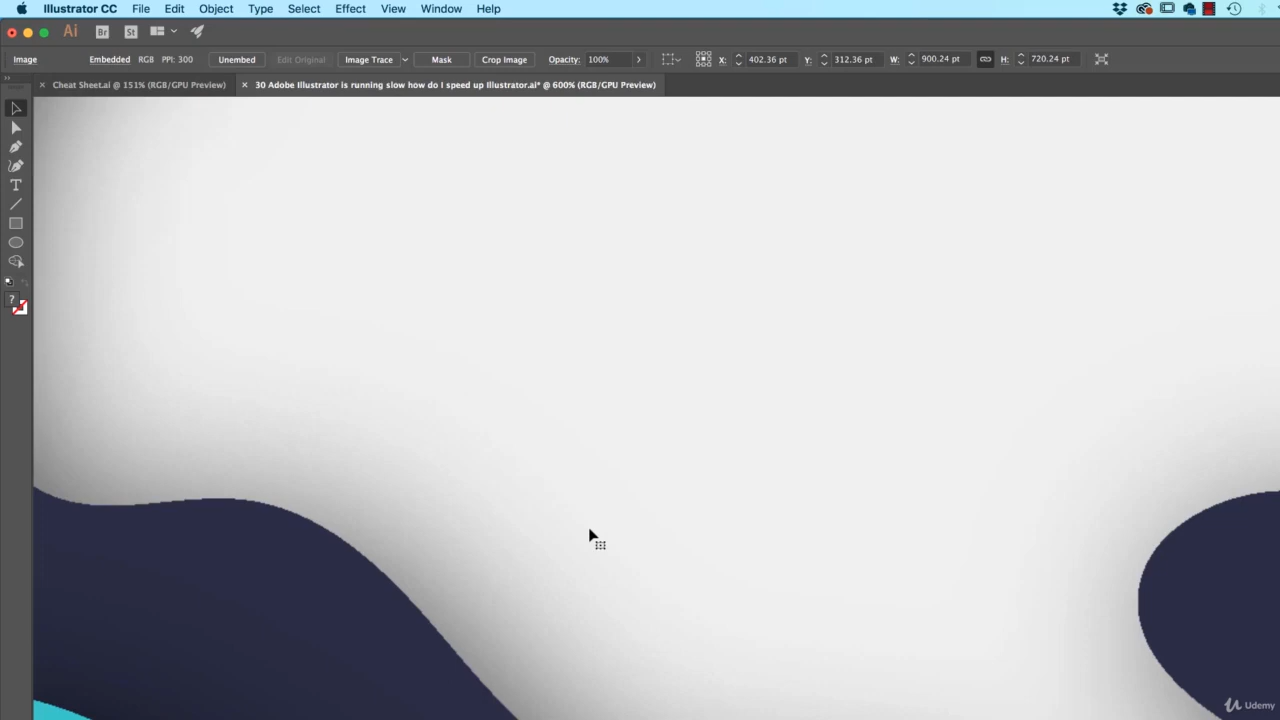 Illustrator CC File Edit Object Type Select Effect View Window Help
Ai Br St
Image Embedded RGB PPI: 300 Unembed Edit Original Image Trace Mask Crop Image Opacity: 100% X: 402.36 pt Y: 312.36 pt W: 900.24 pt H: 720.24 pt
Cheat Sheet.ai @ 151% (RGB/GPU Preview) 30 Adobe Illustrator is running slow how do I speed up Illustrator.ai* @ 600% (RGB/GPU Preview)
T
?
Udemy